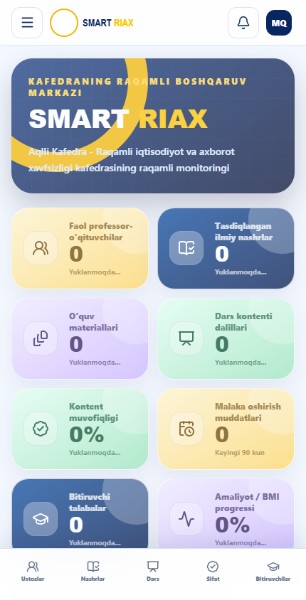 SMART RIAX
MQ
KAFEDRANING RAQAMLI BOSHQARUV
MARKAZI
SMART RIAX
Aqlli Kafedra - Raqamli iqtisodiyot va axborot
xavfsizligi kafedrasining raqamli monitoringi
Faol professor-
o'qituvchilar
0
Yuklanmoqda...
Tasdiqlangan
ilmiy nashrlar
0
Yuklanmoqda...
O'quv
materiallari
0
Yuklanmoqda...
Dars kontenti
dalillari
0
Yuklanmoqda...
Kontent
muvofiqligi
0%
Yuklanmoqda...
Malaka oshirish
muddatlari
0
Keyingi 90 kun
Bitiruvchi
talabalar
0
Yuklanmoqda...
Amaliyot / BMI
progressi
0%
Yuklanmoqda...
Ustozlar
Nashrlar
Dars
Sifat
Bitiruvchilar